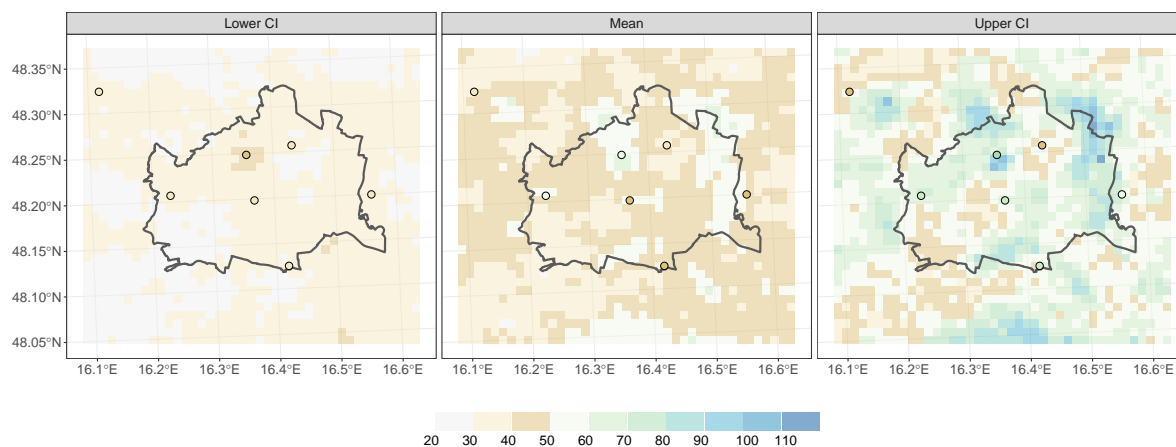 Lower CI Mean Upper CI
48.35°N
48.30°N
48.25°N
48.20°N
48.15°N
48.10°N
48.05°N
16.1°E 16.2°E 16.3°E 16.4°E 16.5°E 16.6°E 16.1°E 16.2°E 16.3°E 16.4°E 16.5°E 16.6°E 16.1°E 16.2°E 16.3°E 16.4°E 16.5°E 16.6°E
20 30 40 50 60 70 80 90 100 110